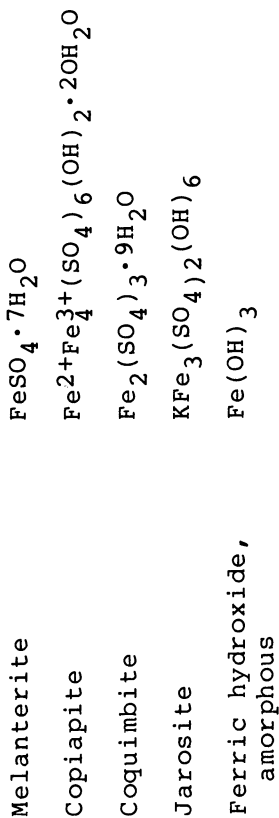 Melanterite FeSO₄·7H₂O
Copiapite Fe²⁺Fe₄³⁺(SO₄)₆(OH)₂·2OH₂O
Coquimbite Fe₂(SO₄)₃·9H₂O
Jarosite KFe₃(SO₄)₂(OH)₆
Ferric hydroxide, Fe(OH)₃
amorphous